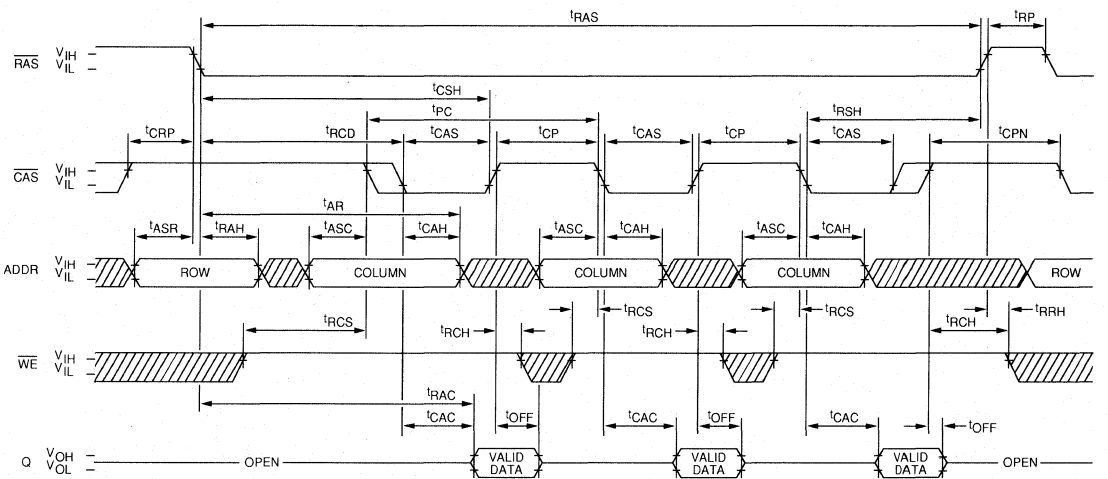 tRAS tRP
RAS VIH
VIL
tCSH
tPC tRSH
tCRP tRCD tCAS tCP tCAS tCP tCAS tCPN
CAS VIH
VIL
tAR
tASR tRAH tASC tCAH tASC tCAH tASC tCAH
ADDR VIH
VIL
ROW COLUMN COLUMN COLUMN ROW
tRCS tRCH tRCS tRCH tRCS tRCH tRRH
WE VIH
VIL
tRAC
tCAC tOFF tCAC tOFF tCAC tOFF
Q VOH
VOL
OPEN VALID DATA VALID DATA VALID DATA OPEN